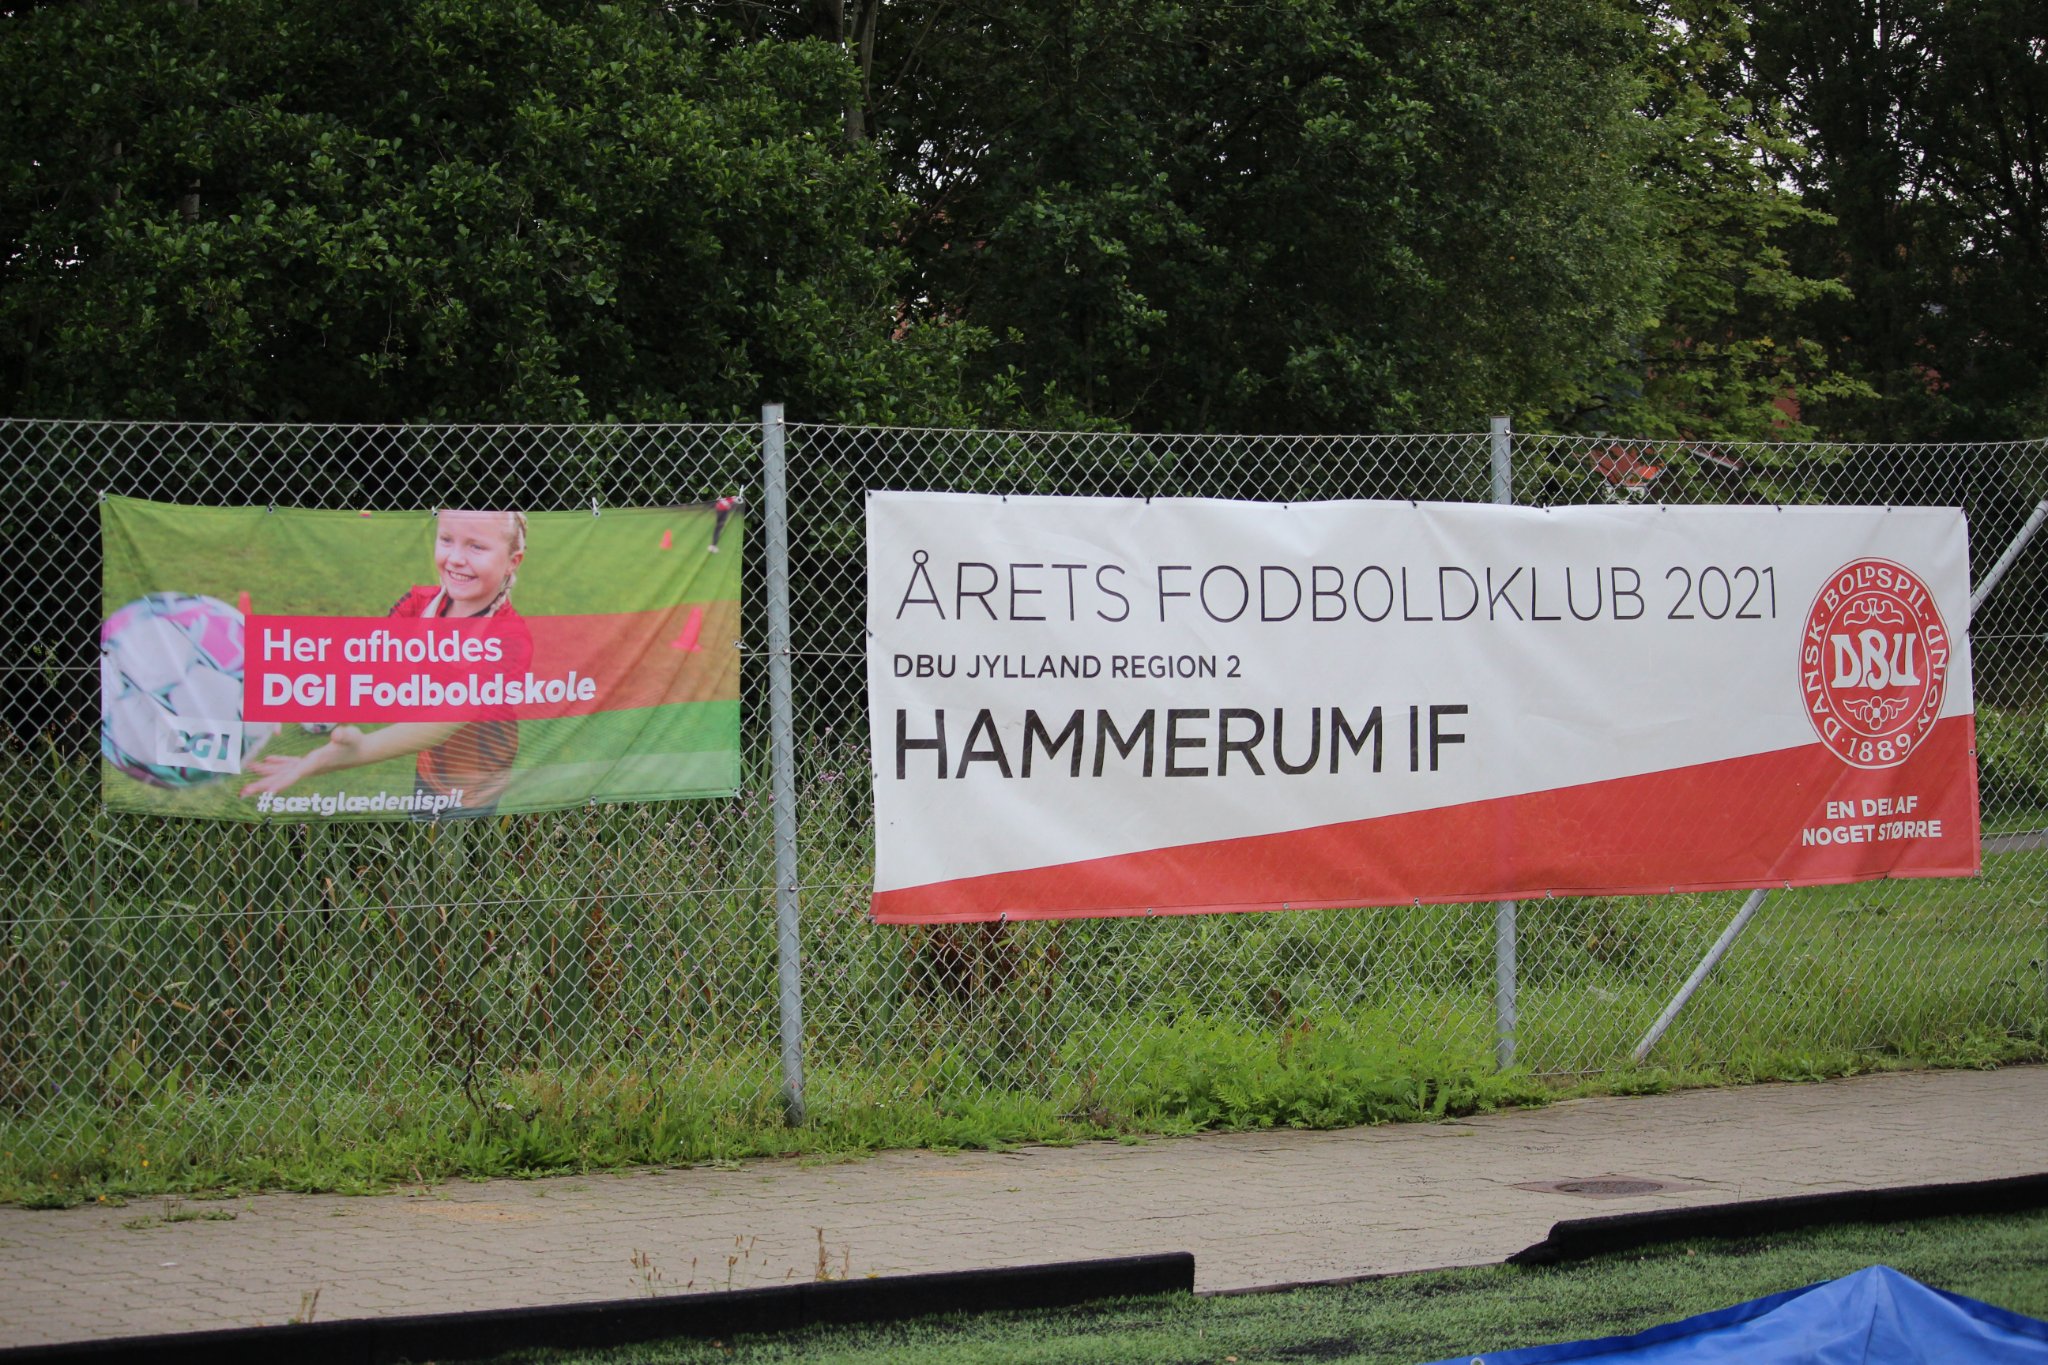 Her afholdes
DGI Fodboldskole
DGI
#sætglædenispil
ÅRETS FODBOLDKLUB 2021
DBU JYLLAND REGION 2
HAMMERUM IF
DANSK · BOLDSPIL · UNION
DBU
· 1889 ·
EN DEL AF
NOGET STØRRE